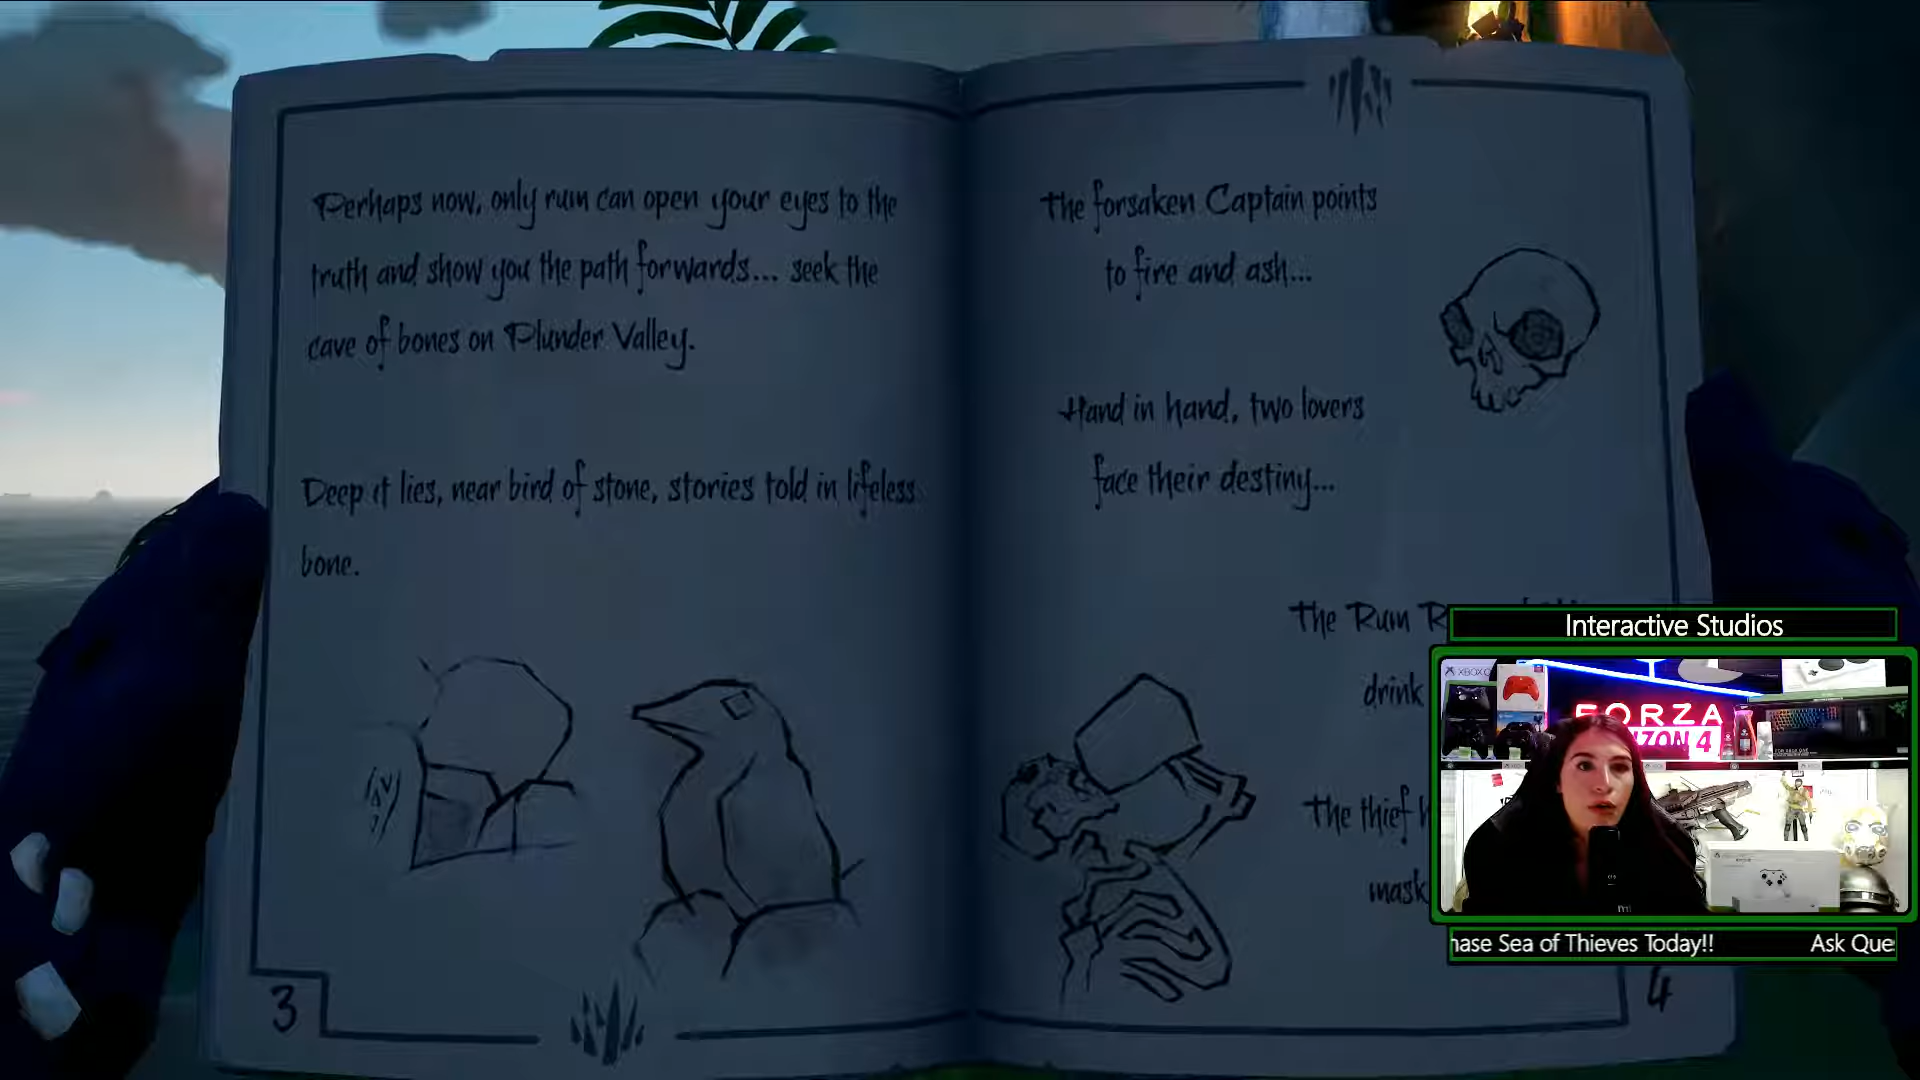 Perhaps now, only rum can open your eyes to the
truth and show you the path forwards... seek the
cave of bones on Plunder Valley.
Deep it lies, near bird of stone, stories told in lifeless
bone.
3
The forsaken Captain points
to fire and ash...
Hand in hand, two lovers
face their destiny...
The Rum
drink
The thief
mask
4
Interactive Studios
XBOX
FORZA
ZON 4
hase Sea of Thieves Today!!
Ask Que